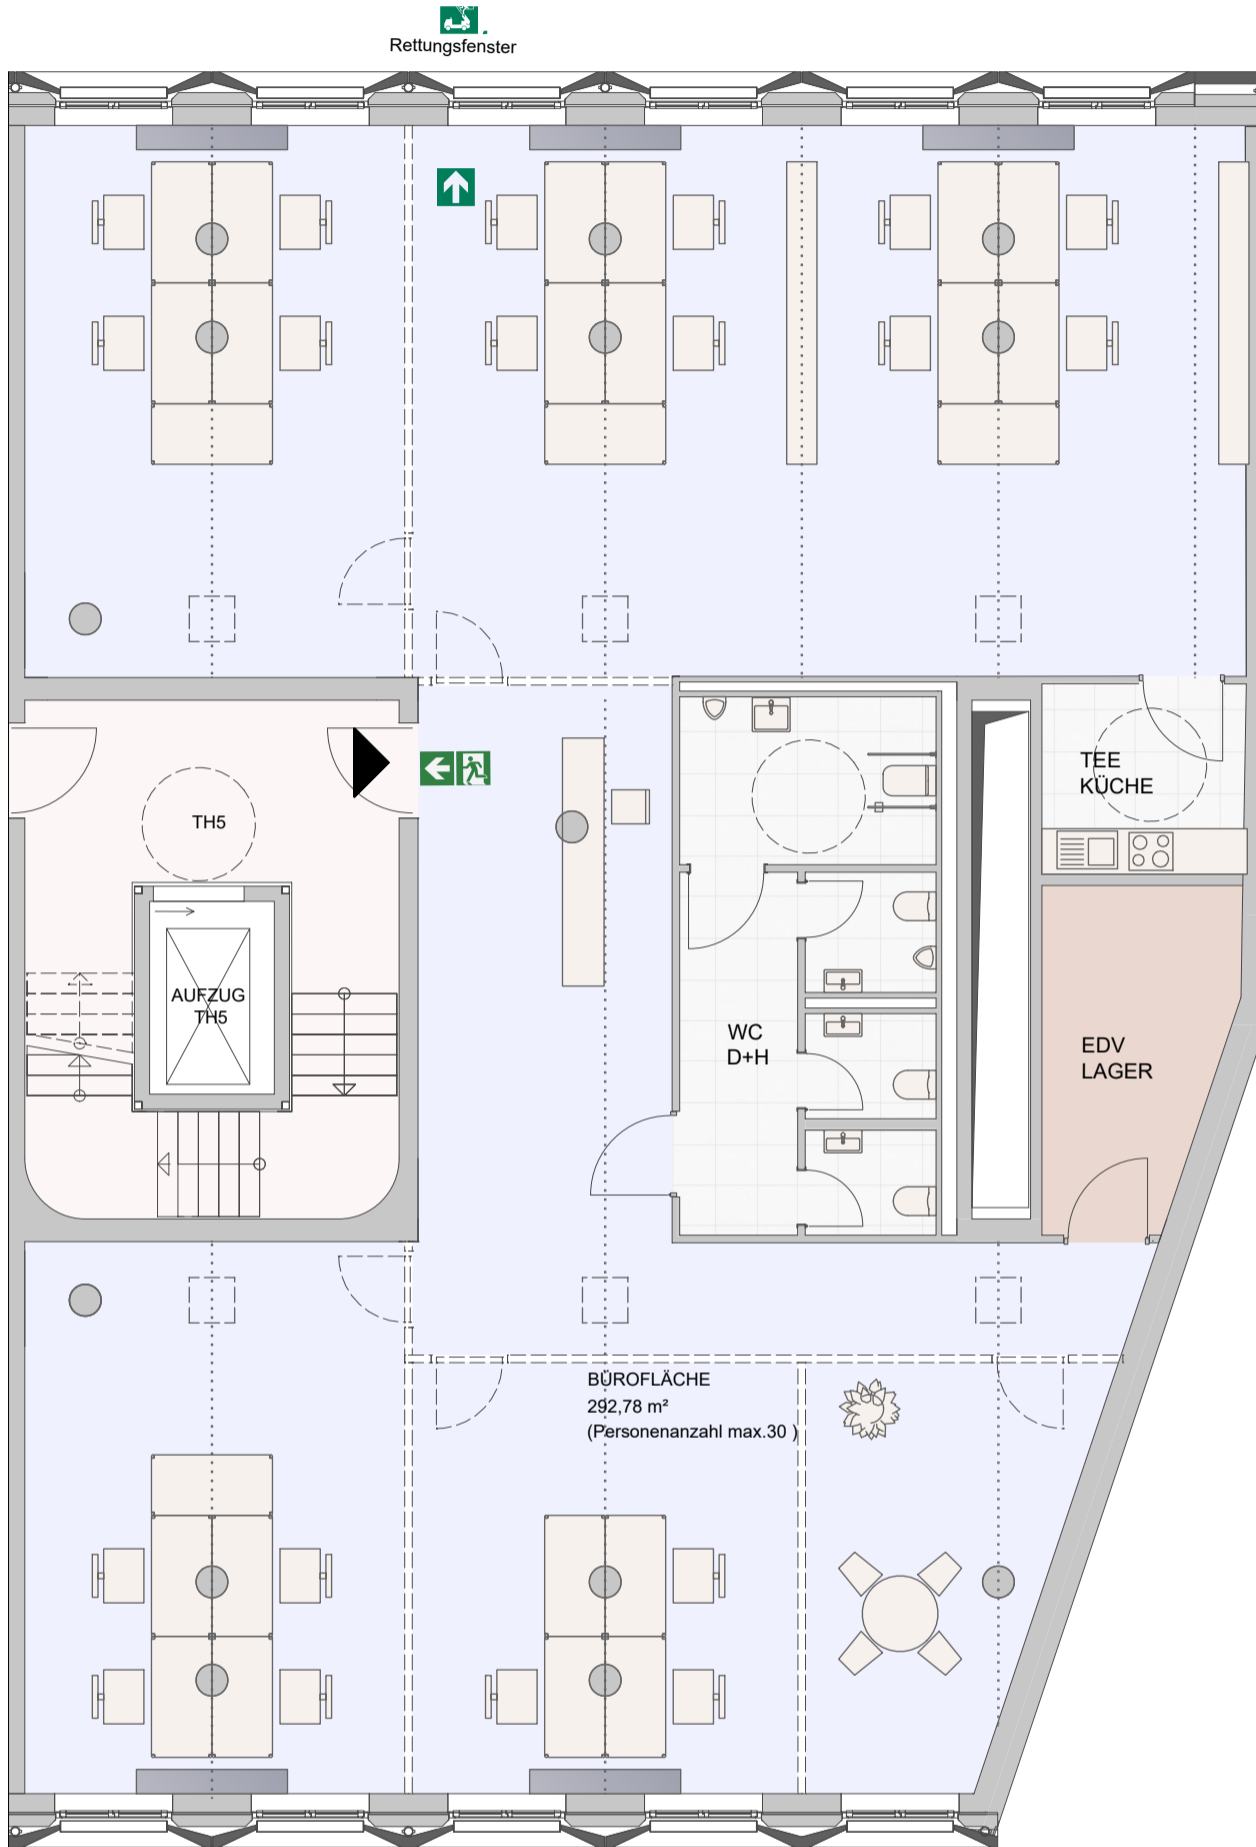 Rettungsfenster
TH5
TEE
KÜCHE
AUFZUG
TH5
WC
D+H
EDV
LAGER
BÜROFLÄCHE
292,78 m²
(Personenanzahl max.30 )